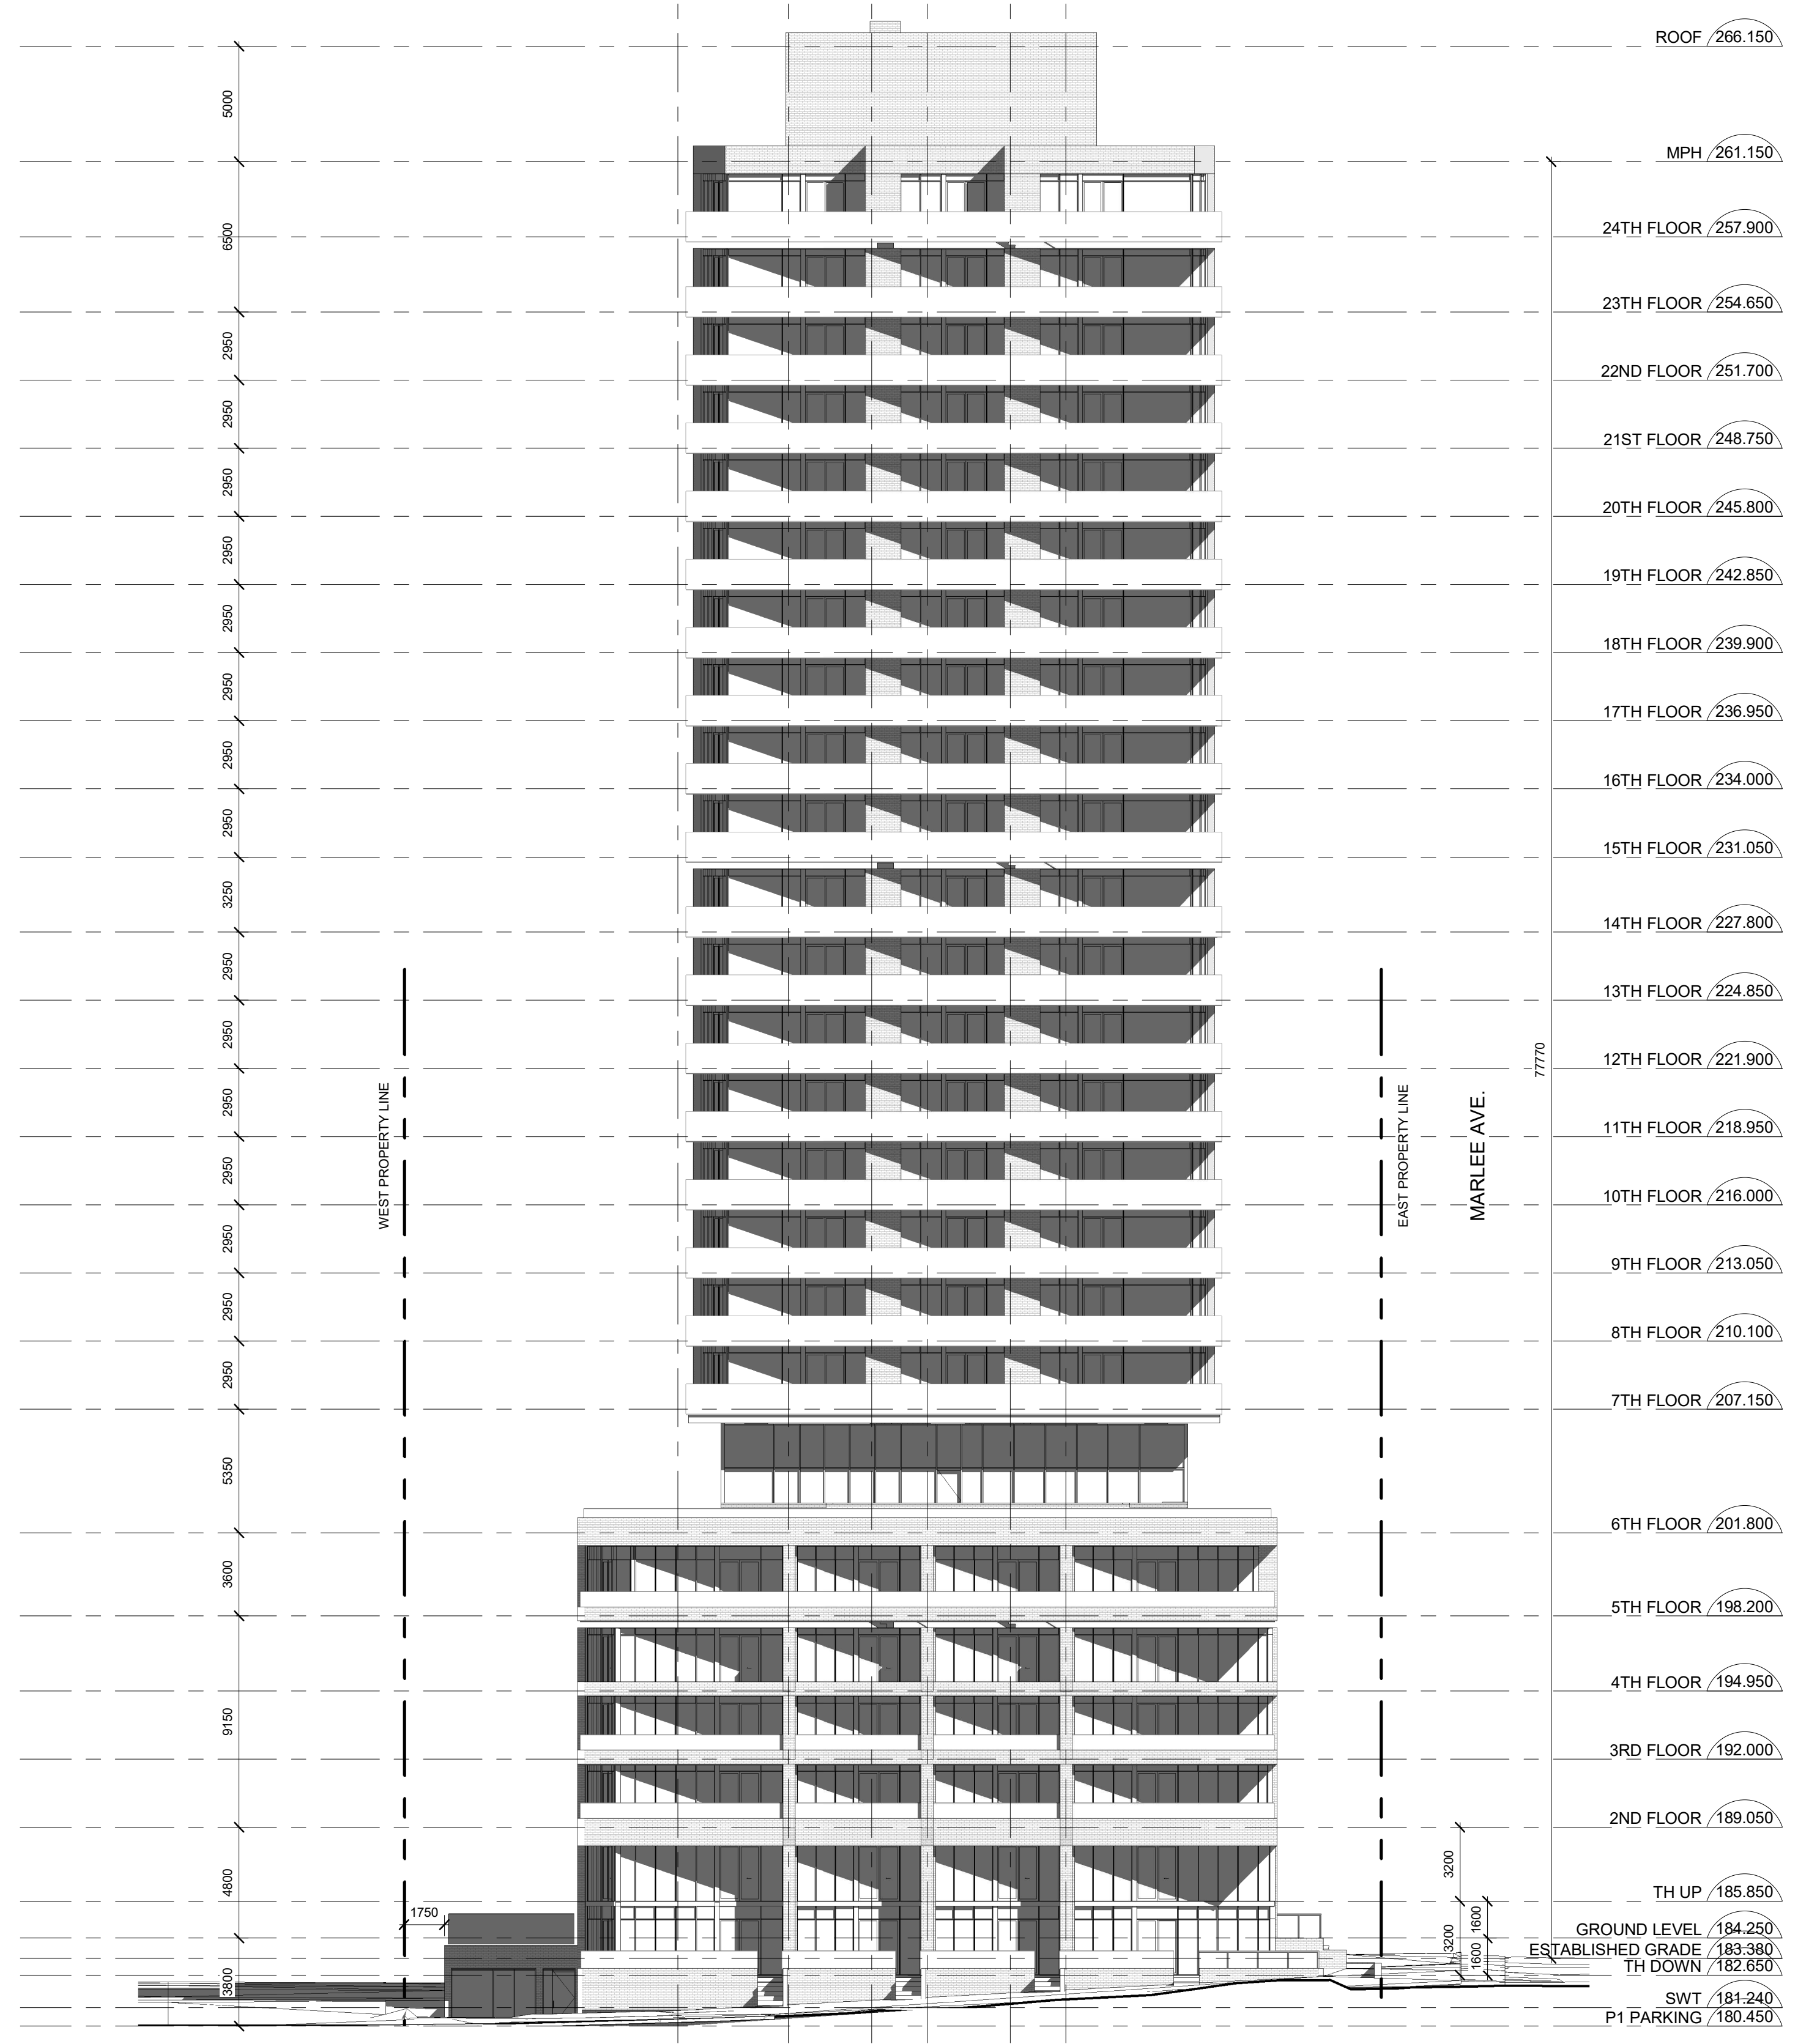 ROOF 266.150
5000
MPH 261.150
6500
24TH FLOOR 257.900
23TH FLOOR 254.650
2950
22ND FLOOR 251.700
2950
21ST FLOOR 248.750
2950
20TH FLOOR 245.800
2950
19TH FLOOR 242.850
2950
18TH FLOOR 239.900
2950
17TH FLOOR 236.950
2950
16TH FLOOR 234.000
2950
15TH FLOOR 231.050
3250
14TH FLOOR 227.800
2950
13TH FLOOR 224.850
2950
12TH FLOOR 221.900
77770
2950
11TH FLOOR 218.950
WEST PROPERTY LINE
EAST PROPERTY LINE
MARLEE AVE.
2950
10TH FLOOR 216.000
2950
9TH FLOOR 213.050
2950
8TH FLOOR 210.100
2950
7TH FLOOR 207.150
5350
6TH FLOOR 201.800
3600
5TH FLOOR 198.200
4TH FLOOR 194.950
9150
3RD FLOOR 192.000
2ND FLOOR 189.050
3200
4800
TH UP 185.850
1750
1600
GROUND LEVEL 184.250
3200
ESTABLISHED GRADE 183.380
1600
TH DOWN 182.650
3800
SWT 181.240
P1 PARKING 180.450